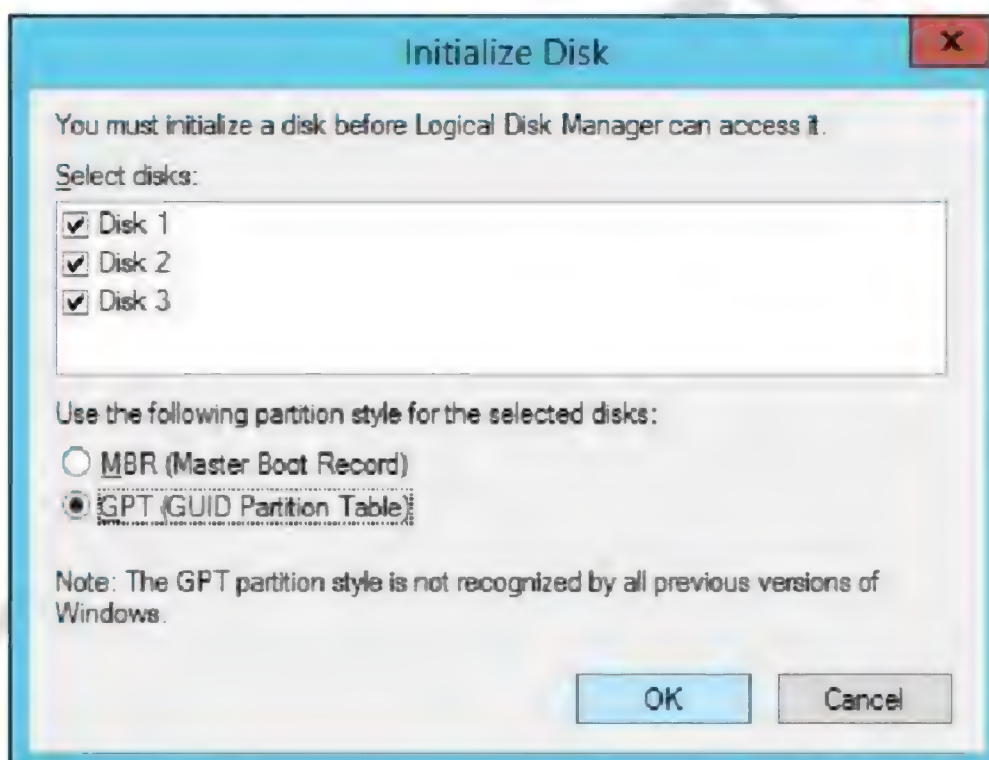 Initialize Disk
x
You must initialize a disk before Logical Disk Manager can access it.
Select disks:
Disk 1
Disk 2
Disk 3
Use the following partition style for the selected disks:
MBR (Master Boot Record)
GPT (GUID Partition Table)
Note: The GPT partition style is not recognized by all previous versions of
Windows.
OK Cancel